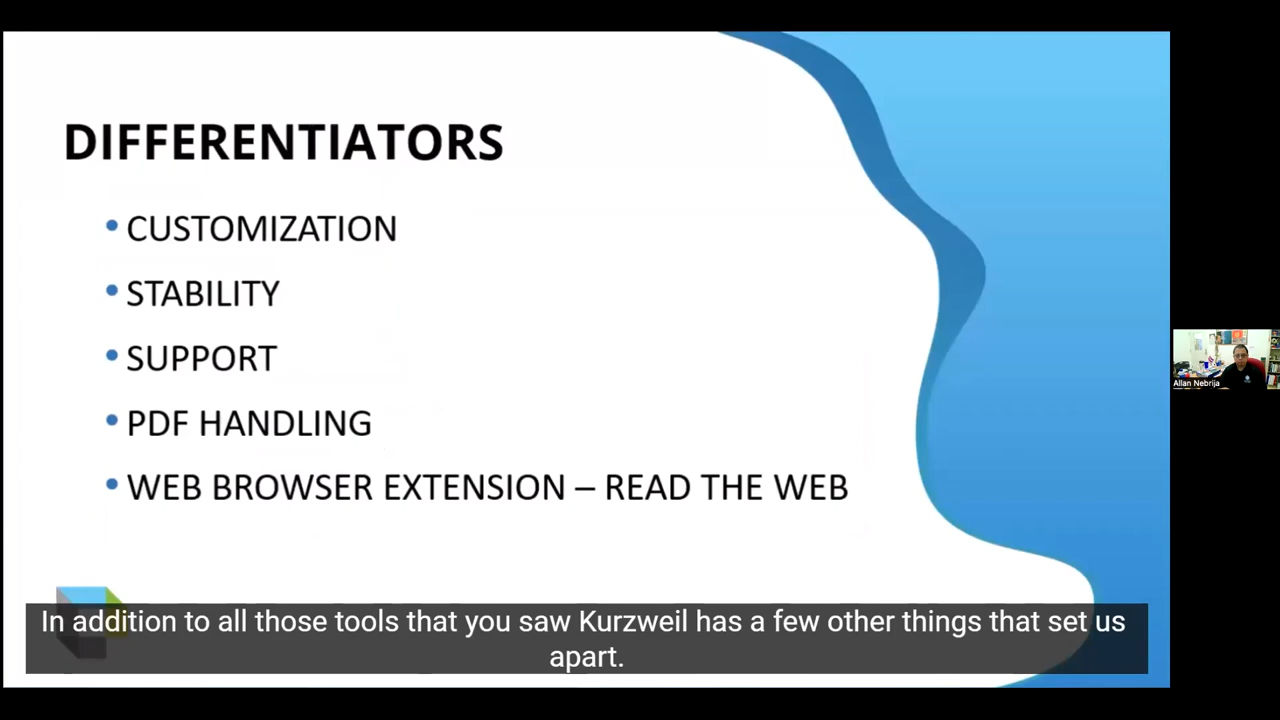 DIFFERENTIATORS
• CUSTOMIZATION
• STABILITY
• SUPPORT
• PDF HANDLING
• WEB BROWSER EXTENSION – READ THE WEB
Allan Nebrija
In addition to all those tools that you saw Kurzweil has a few other things that set us
apart.